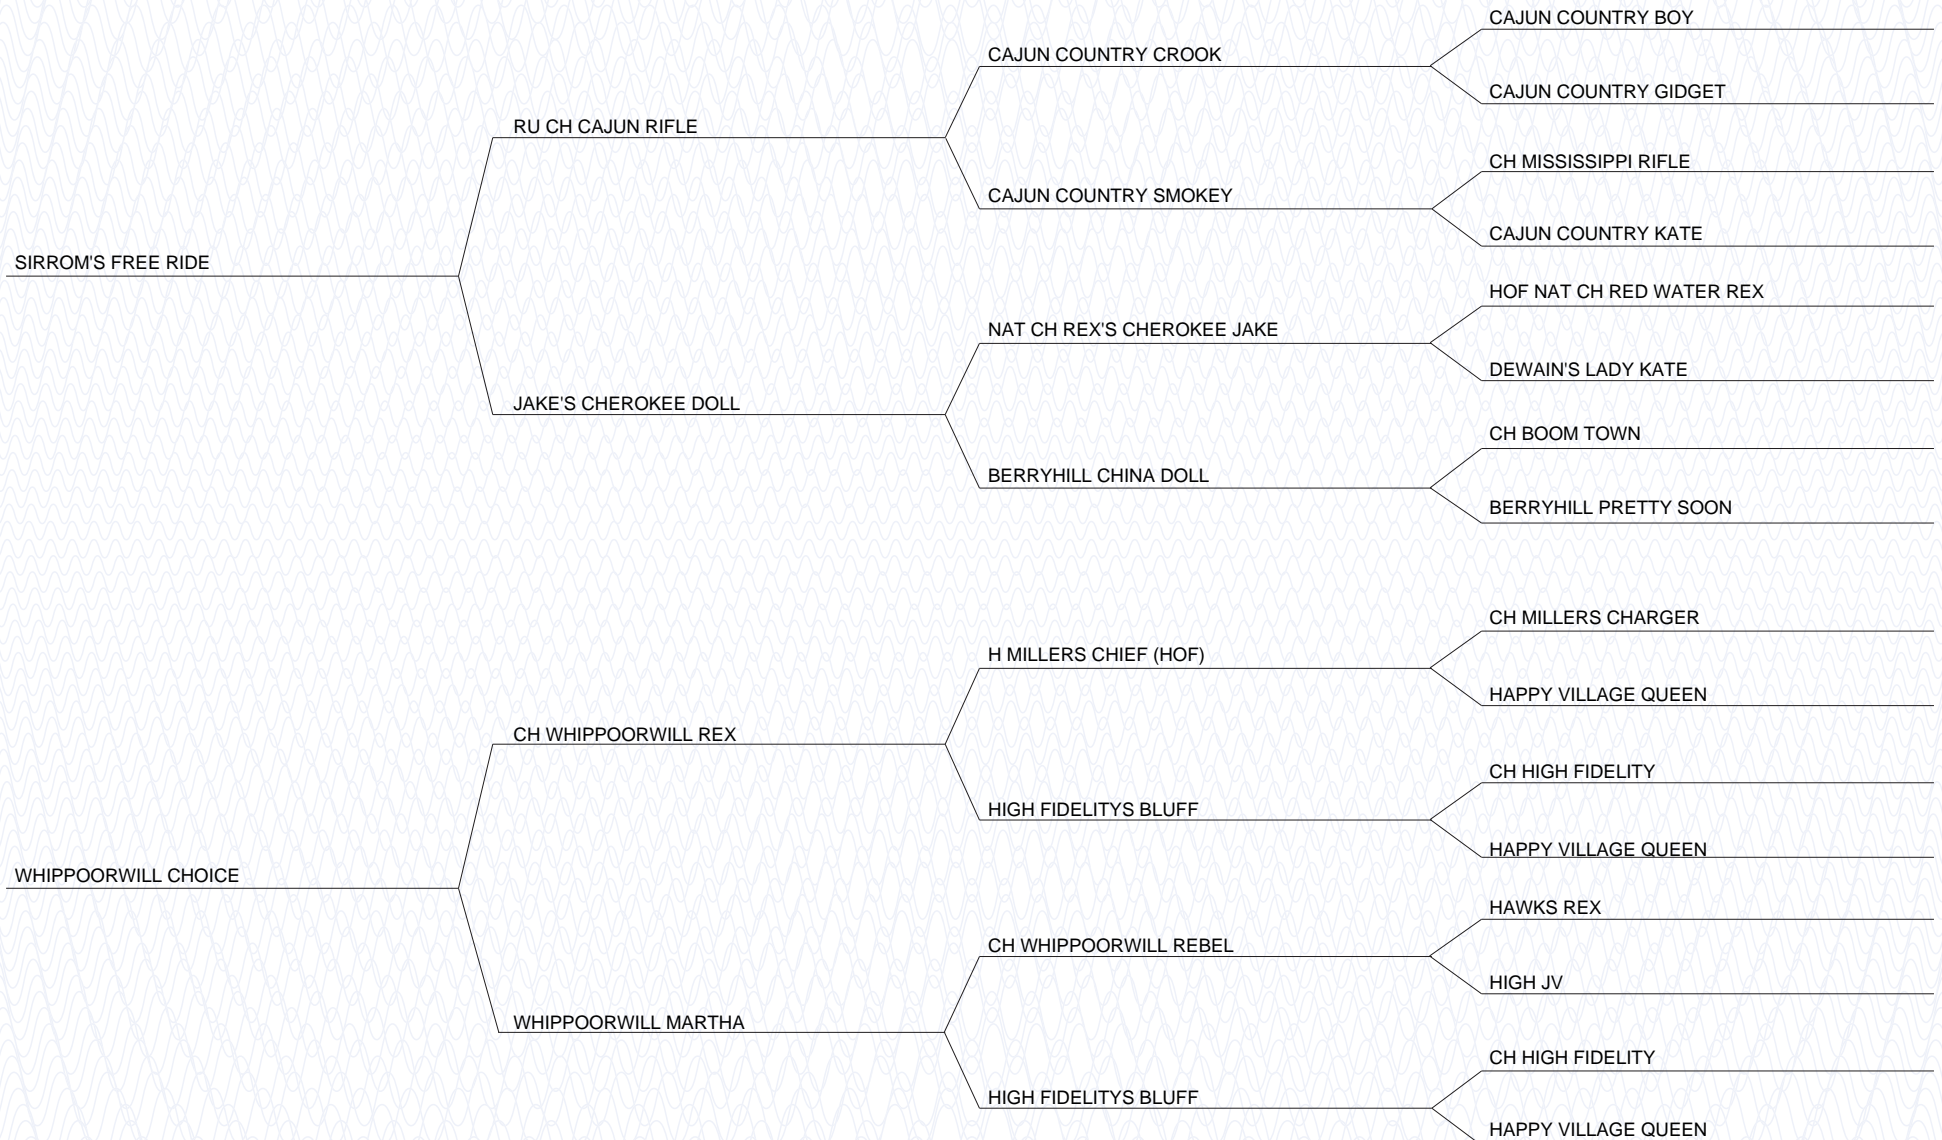 CAJUN COUNTRY BOY
CAJUN COUNTRY CROOK
CAJUN COUNTRY GIDGET
RU CH CAJUN RIFLE
CH MISSISSIPPI RIFLE
CAJUN COUNTRY SMOKEY
CAJUN COUNTRY KATE
SIRROM'S FREE RIDE
HOF NAT CH RED WATER REX
NAT CH REX'S CHEROKEE JAKE
DEWAIN'S LADY KATE
JAKE'S CHEROKEE DOLL
CH BOOM TOWN
BERRYHILL CHINA DOLL
BERRYHILL PRETTY SOON
CH MILLERS CHARGER
H MILLERS CHIEF (HOF)
HAPPY VILLAGE QUEEN
CH WHIPPOORWILL REX
CH HIGH FIDELITY
HIGH FIDELITYS BLUFF
HAPPY VILLAGE QUEEN
WHIPPOORWILL CHOICE
HAWKS REX
CH WHIPPOORWILL REBEL
HIGH JV
WHIPPOORWILL MARTHA
CH HIGH FIDELITY
HIGH FIDELITYS BLUFF
HAPPY VILLAGE QUEEN